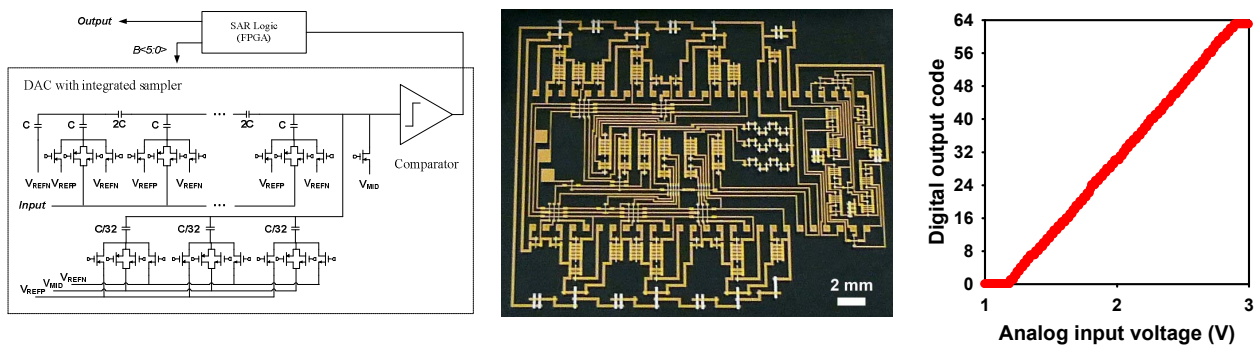 Output
SAR Logic
(FPGA)
B<5:0>
DAC with integrated sampler
2C ... 2C
C C C C
Comparator
VREFN VREFP VREFN VREFP VREFN VREFP VREFN VMID
Input ...
C/32 C/32 C/32
VREFN
VMID
VREFP
2 mm
Digital output code
64
56
48
40
32
24
16
8
0
1 2 3
Analog input voltage (V)